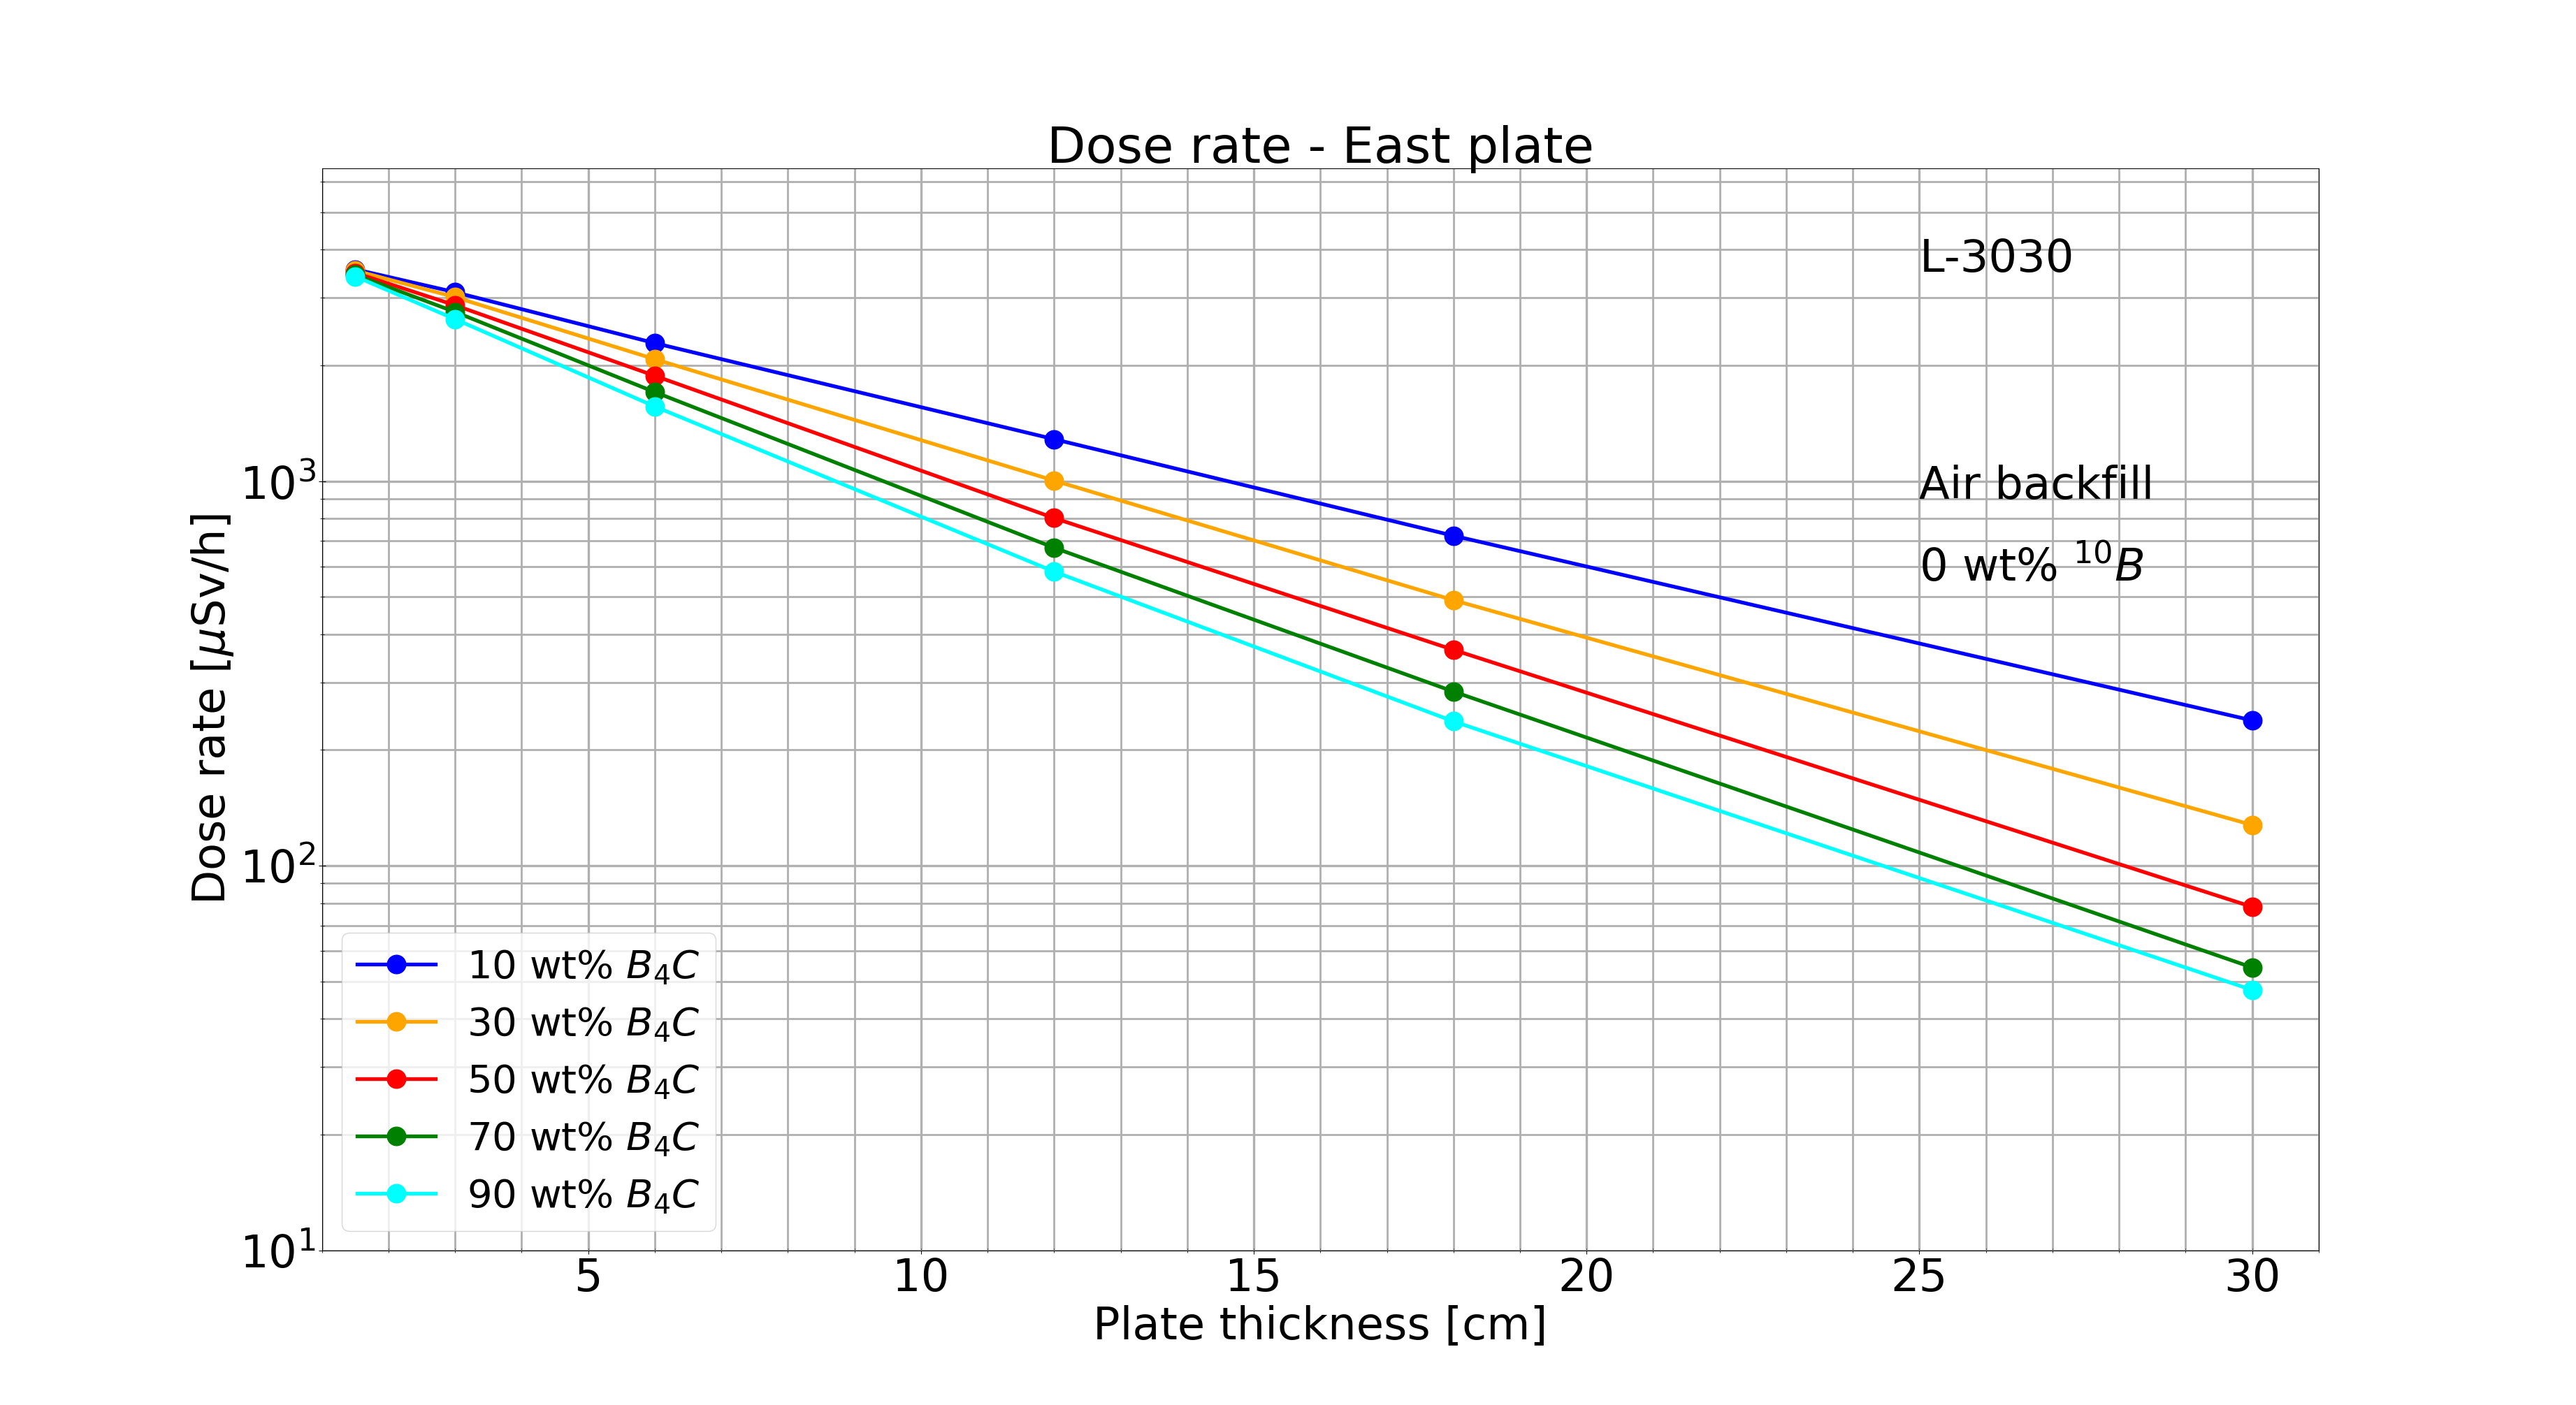 Dose rate - East plate
L-3030
Air backfill
0 wt% ¹⁰B
Dose rate [μSv/h]
10³
10²
10¹
10 wt% B₄C
30 wt% B₄C
50 wt% B₄C
70 wt% B₄C
90 wt% B₄C
5 10 15 20 25 30
Plate thickness [cm]